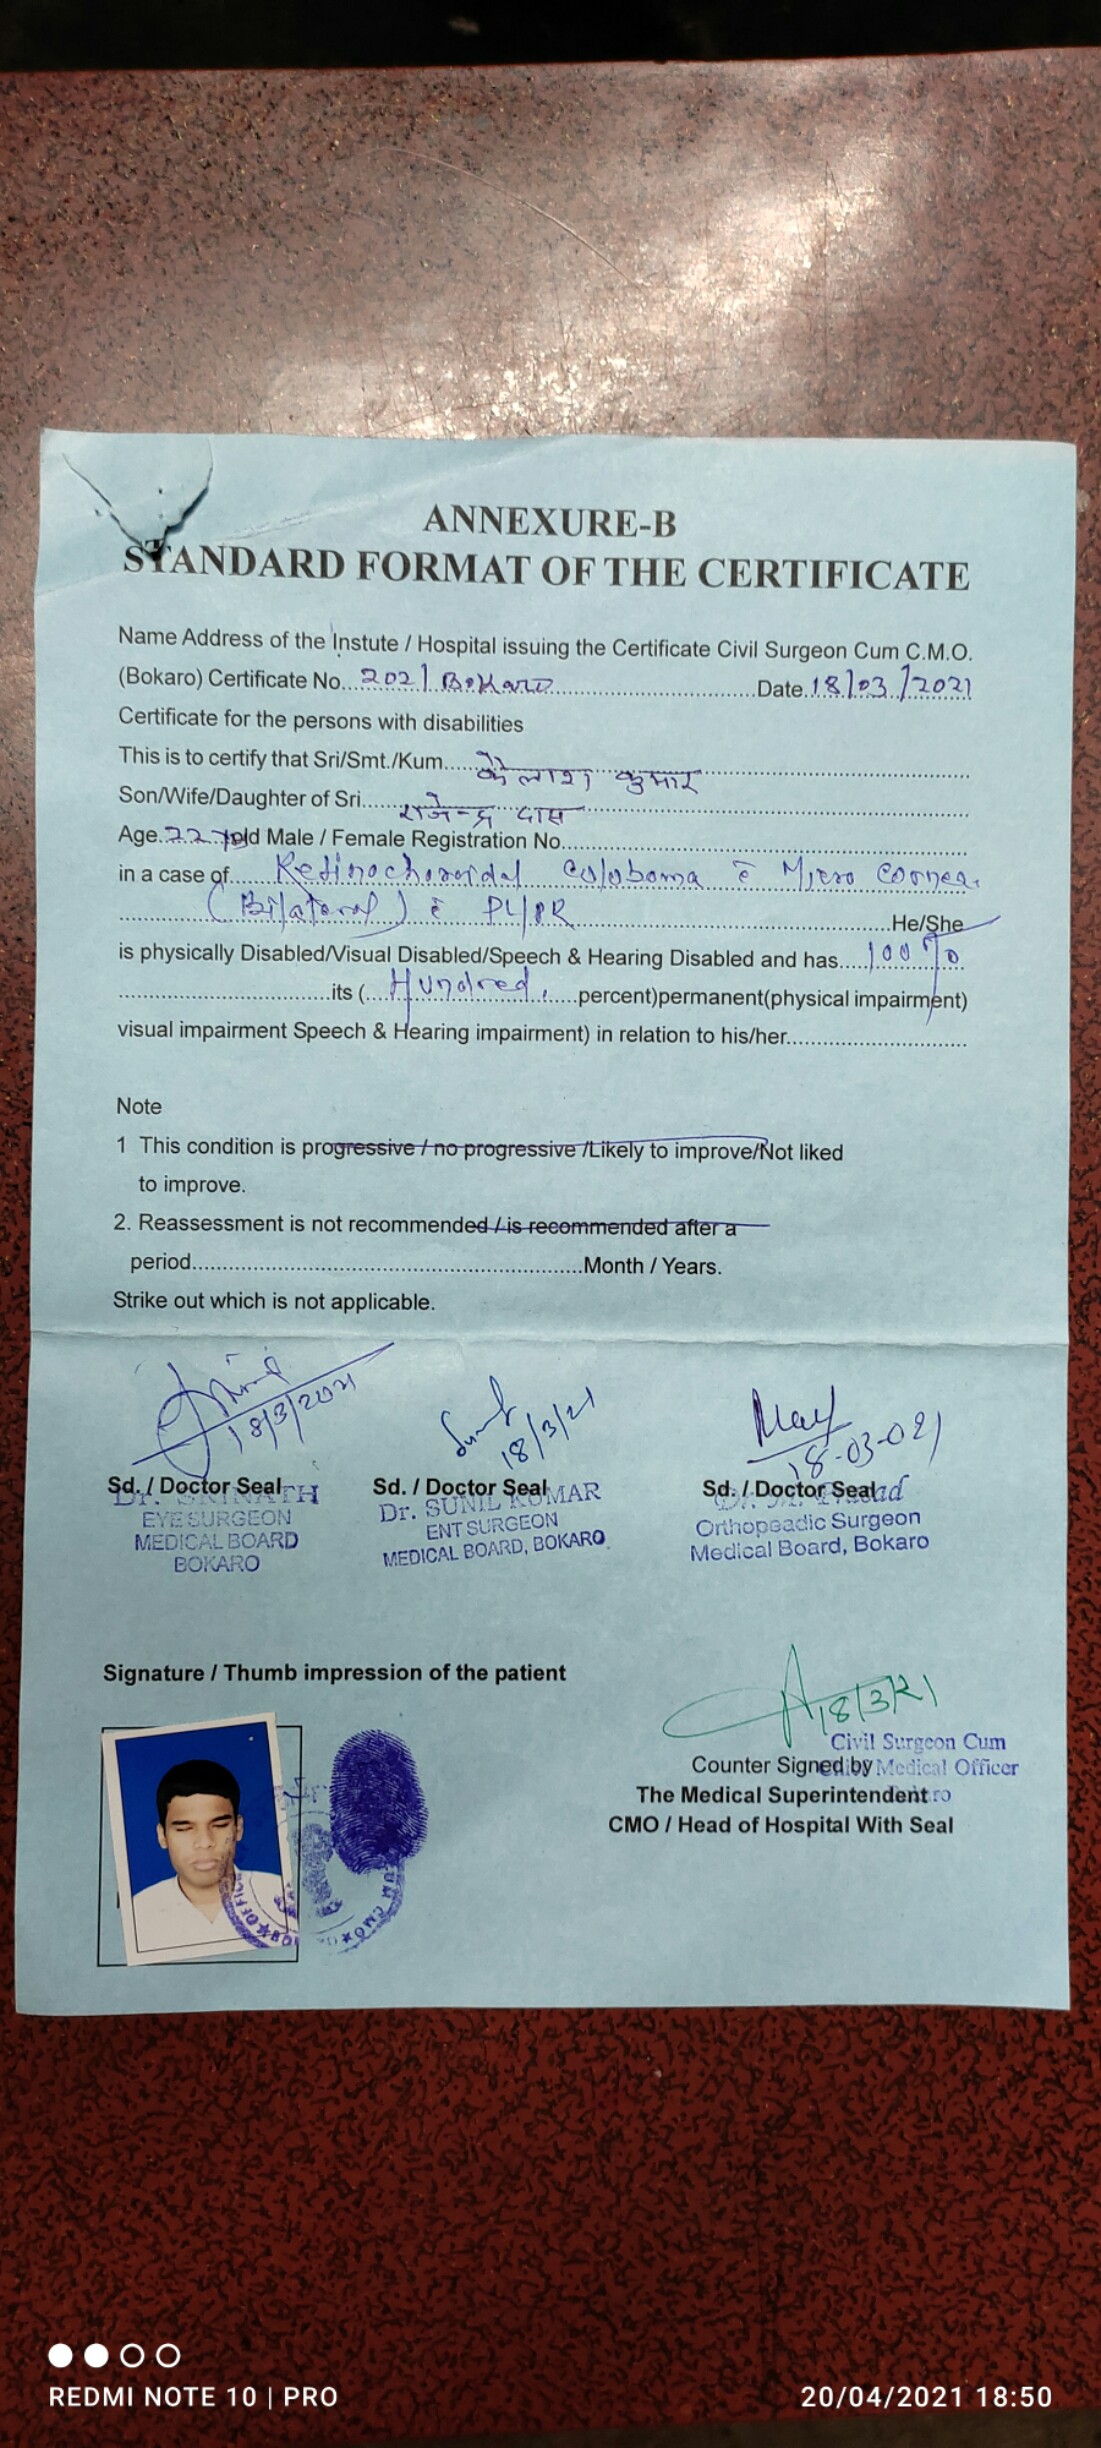 ANNEXURE-B
STANDARD FORMAT OF THE CERTIFICATE
Name Address of the Instute / Hospital issuing the Certificate Civil Surgeon Cum C.M.O.
(Bokaro) Certificate No. 202/ Bokaro Date. 18/03/2021
Certificate for the persons with disabilities
This is to certify that Sri/Smt./Kum. कैलाश कुमार
Son/Wife/Daughter of Sri. राजेन्द्र दास
Age. 22 old Male / Female Registration No.
in a case of Retinochoroidal Coloboma c̄ Micro Cornea.
(Bilateral) c̄ PL/PR He/She
is physically Disabled/Visual Disabled/Speech & Hearing Disabled and has 100%
its (Hundred percent)permanent(physical impairment)
visual impairment Speech & Hearing impairment) in relation to his/her
Note
1 This condition is progressive / no progressive /Likely to improve/Not liked
to improve.
2. Reassessment is not recommended / is recommended after a
period Month / Years.
Strike out which is not applicable.
18/3/2021 18/3/21 18-03-021
Sd. / Doctor Seal Sd. / Doctor Seal Sd. / Doctor Seal
Dr. SRINATH Dr. SUNIL KUMAR Prasad
EYE SURGEON ENT SURGEON Orthopeadic Surgeon
MEDICAL BOARD MEDICAL BOARD, BOKARO. Medical Board, Bokaro
BOKARO
Signature / Thumb impression of the patient
18/3/21
Civil Surgeon Cum
Counter Signed by Medical Officer
The Medical Superintendent
CMO / Head of Hospital With Seal
REDMI NOTE 10 | PRO 20/04/2021 18:50